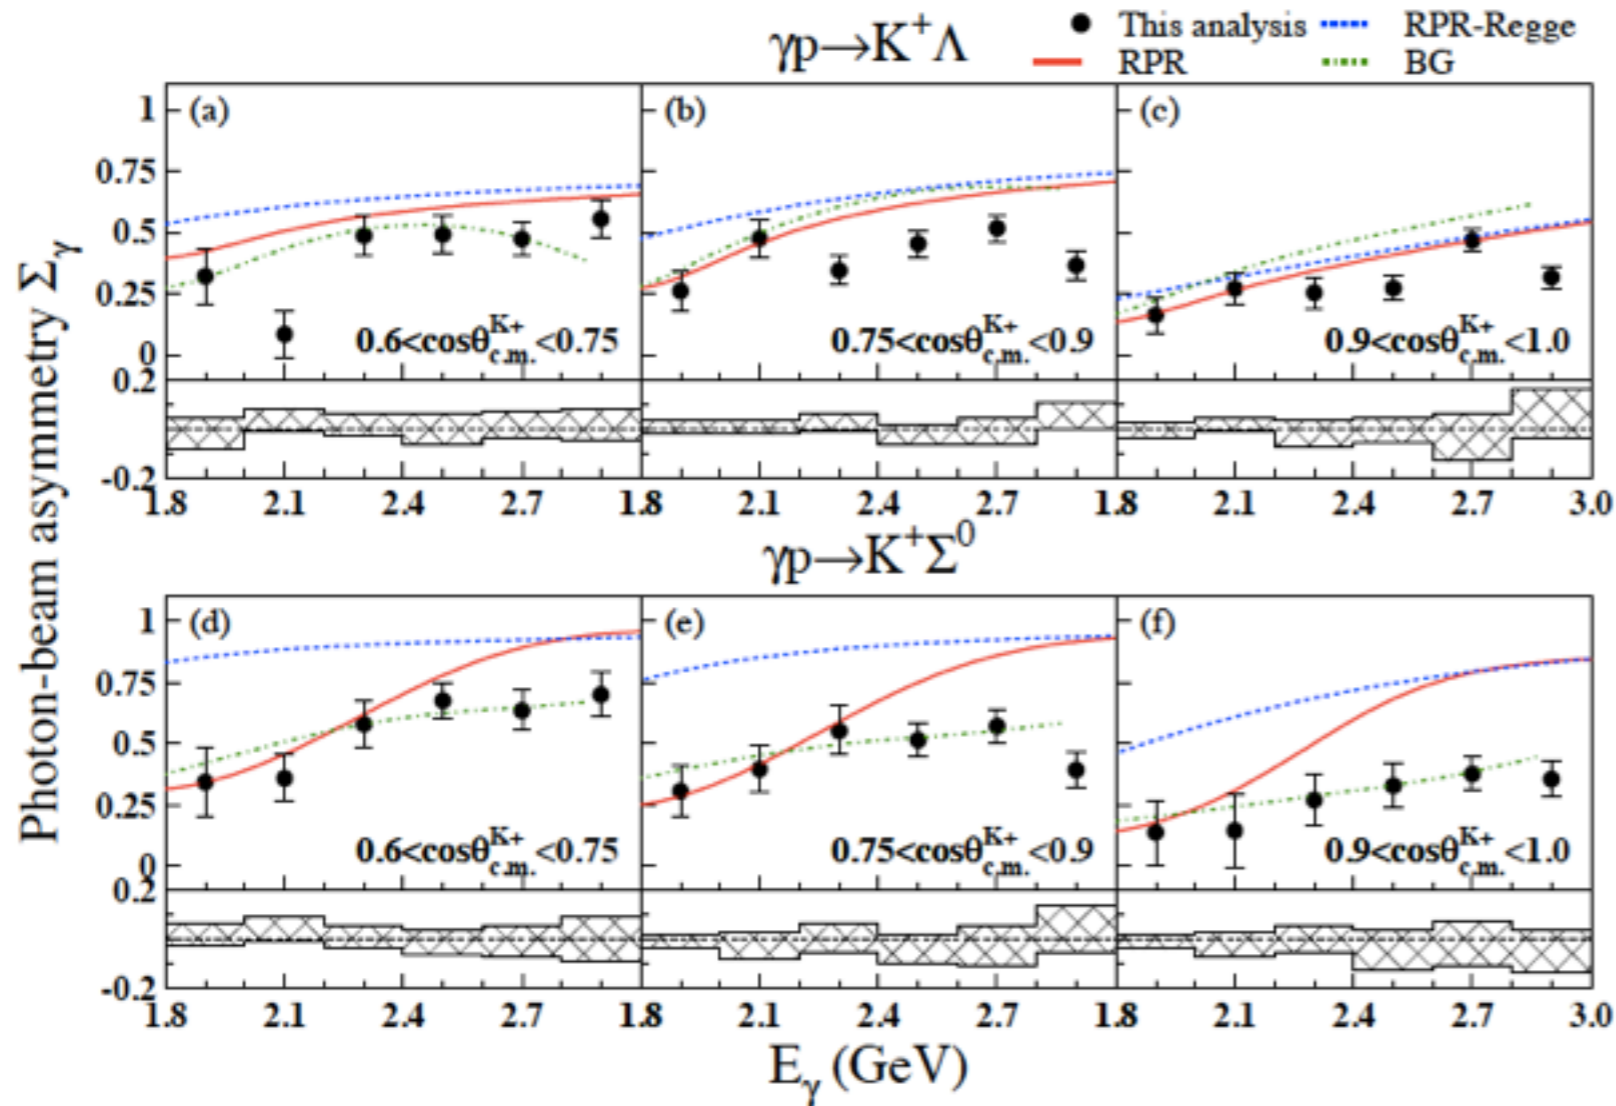 γp→K⁺Λ
This analysis
RPR-Regge
RPR
BG
Photon-beam asymmetry Σγ
(a)
(b)
(c)
1
0.75
0.5
0.25
0
0.6<cosθ^{K+}_{c.m.}<0.75
0.75<cosθ^{K+}_{c.m.}<0.9
0.9<cosθ^{K+}_{c.m.}<1.0
0.2
-0.2
1.8 2.1 2.4 2.7 1.8 2.1 2.4 2.7 1.8 2.1 2.4 2.7 3.0
γp→K⁺Σ⁰
(d)
(e)
(f)
1
0.75
0.5
0.25
0
0.6<cosθ^{K+}_{c.m.}<0.75
0.75<cosθ^{K+}_{c.m.}<0.9
0.9<cosθ^{K+}_{c.m.}<1.0
0.2
-0.2
1.8 2.1 2.4 2.7 1.8 2.1 2.4 2.7 1.8 2.1 2.4 2.7 3.0
Eγ (GeV)